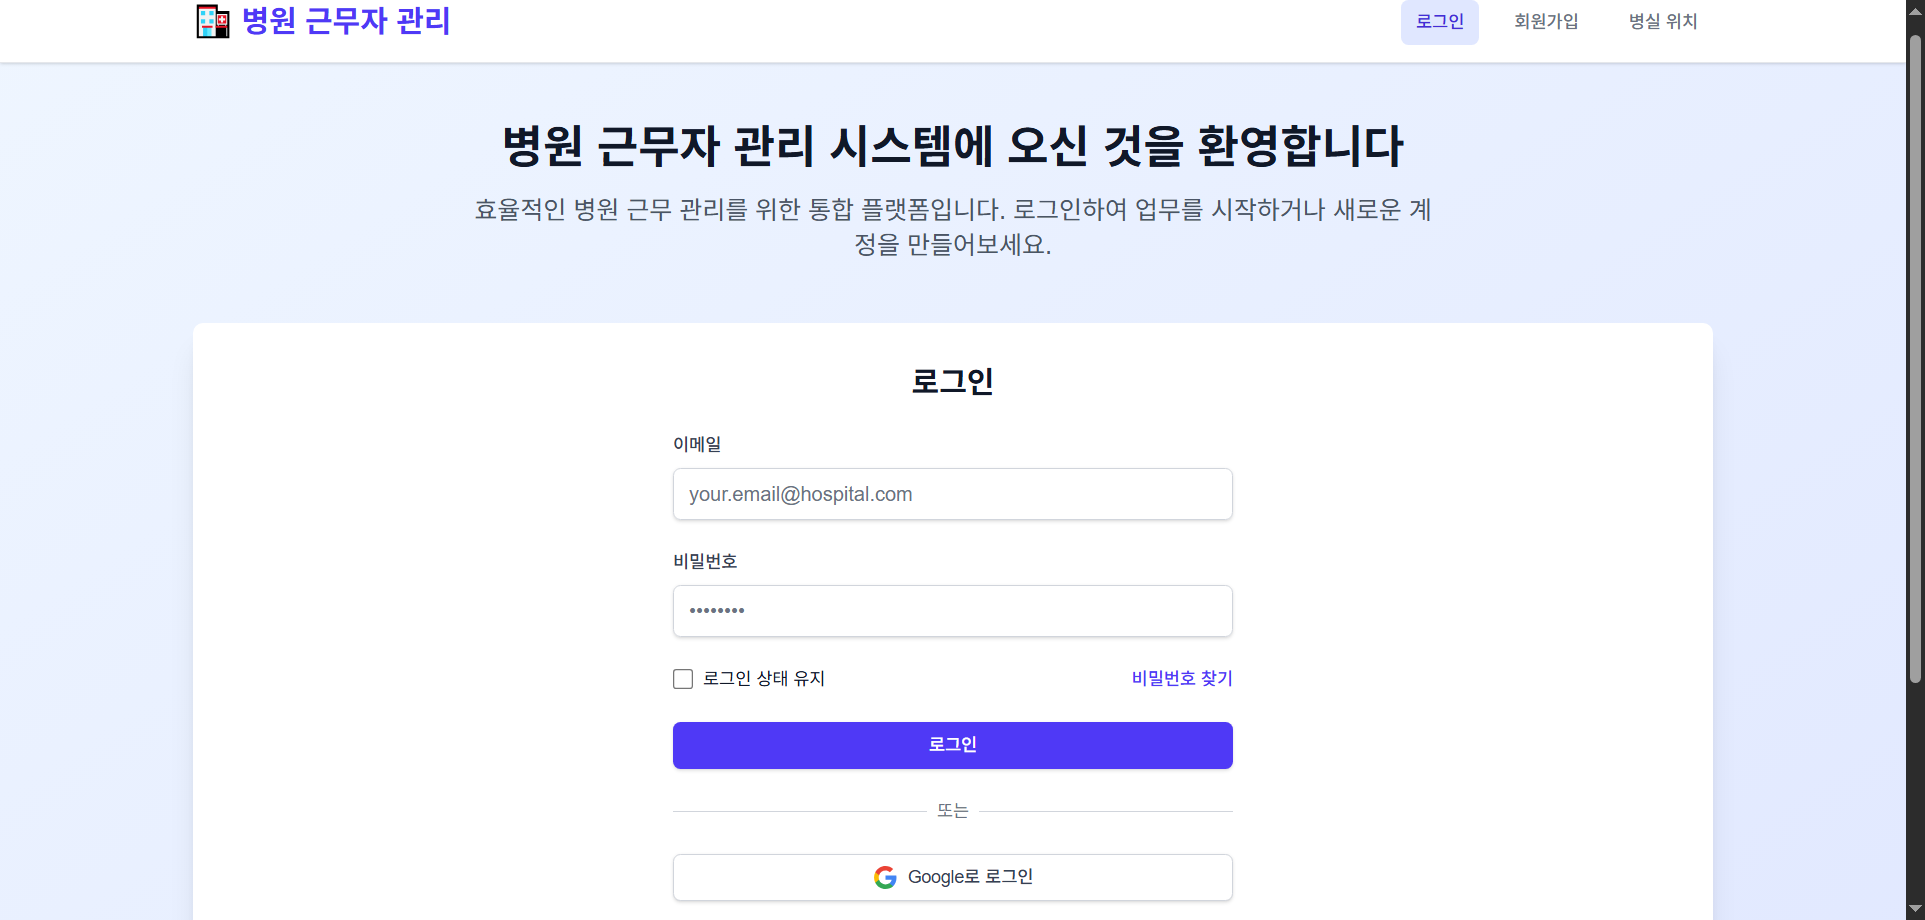 병원 근무자 관리
로그인
회원가입
병실 위치
병원 근무자 관리 시스템에 오신 것을 환영합니다
효율적인 병원 근무 관리를 위한 통합 플랫폼입니다. 로그인하여 업무를 시작하거나 새로운 계
정을 만들어보세요.
로그인
이메일
your.email@hospital.com
비밀번호
••••••••
로그인 상태 유지
비밀번호 찾기
로그인
또는
Google로 로그인